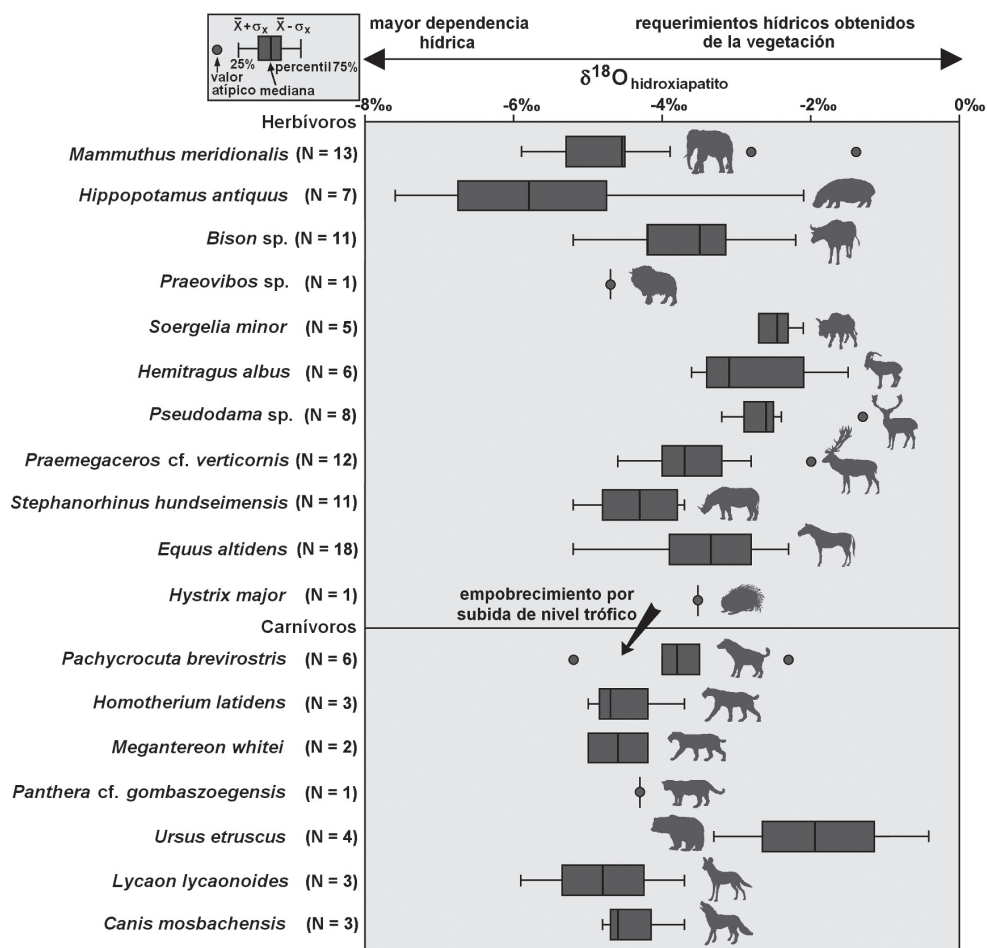 X̄+σx X̄-σx
25% percentil 75%
valor atípico mediana
mayor dependencia
hídrica
requerimientos hídricos obtenidos
de la vegetación
δ18O hidroxiapatito
-8‰ -6‰ -4‰ -2‰ 0‰
Herbívoros
Mammuthus meridionalis (N = 13)
Hippopotamus antiquus (N = 7)
Bison sp. (N = 11)
Praeovibos sp. (N = 1)
Soergelia minor (N = 5)
Hemitragus albus (N = 6)
Pseudodama sp. (N = 8)
Praemegaceros cf. verticornis (N = 12)
Stephanorhinus hundseimensis (N = 11)
Equus altidens (N = 18)
Hystrix major (N = 1)
empobrecimiento por
subida de nivel trófico
Carnívoros
Pachycrocuta brevirostris (N = 6)
Homotherium latidens (N = 3)
Megantereon whitei (N = 2)
Panthera cf. gombaszoegensis (N = 1)
Ursus etruscus (N = 4)
Lycaon lycaonoides (N = 3)
Canis mosbachensis (N = 3)